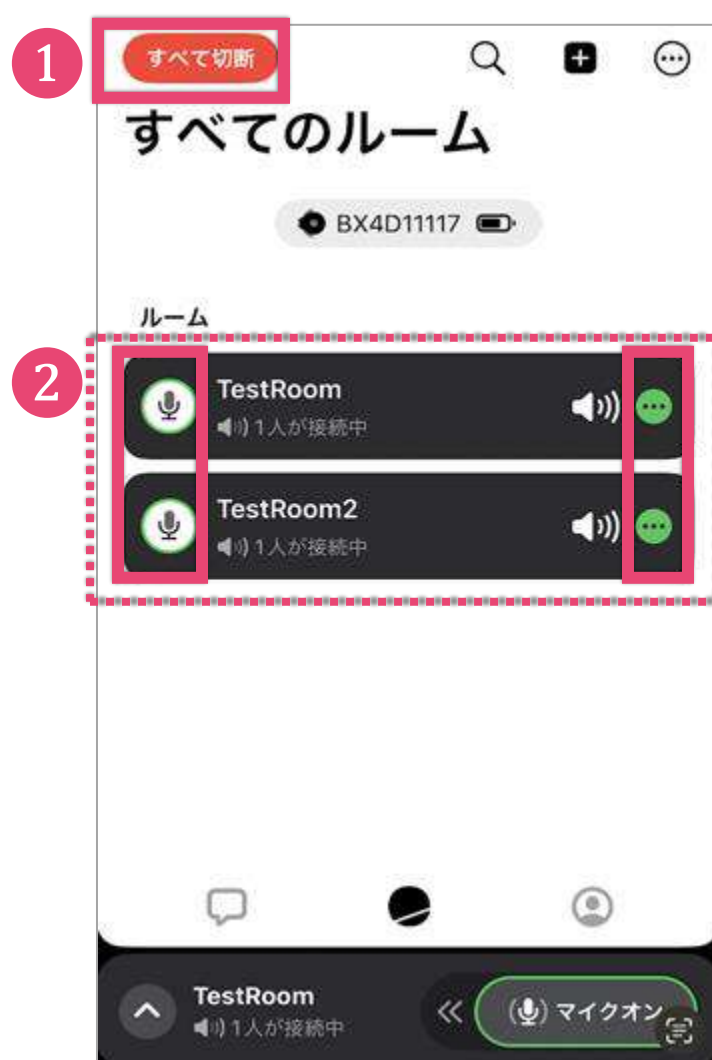 1
すべて切断
すべてのルーム
BX4D11117
ルーム
2
TestRoom
1人が接続中
TestRoom2
1人が接続中
TestRoom
1人が接続中
マイクオン